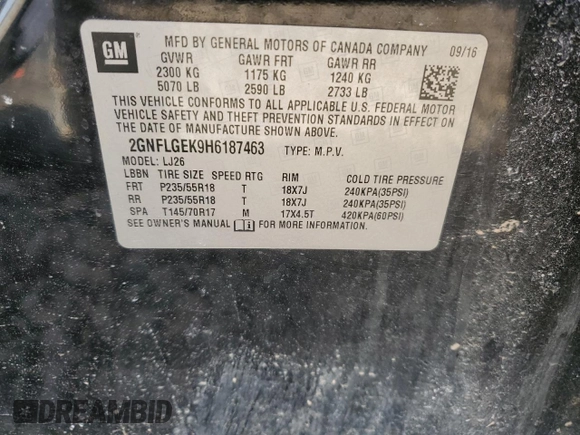 GM
MFD BY GENERAL MOTORS OF CANADA COMPANY 09/16
GVWR GAWR FRT GAWR RR
2300 KG 1175 KG 1240 KG
5070 LB 2590 LB 2733 LB
THIS VEHICLE CONFORMS TO ALL APPLICABLE U.S. FEDERAL MOTOR
VEHICLE SAFETY AND THEFT PREVENTION STANDARDS IN EFFECT ON
THE DATE OF MANUFACTURE SHOWN ABOVE.
2GNFLGEK9H6187463 TYPE: M.P.V.
MODEL: LJ26
LBBN TIRE SIZE SPEED RTG RIM COLD TIRE PRESSURE
FRT P235/55R18 T 18X7J 240KPA(35PSI)
RR P235/55R18 T 18X7J 240KPA(35PSI)
SPA T145/70R17 M 17X4.5T 420KPA(60PSI)
SEE OWNER'S MANUAL FOR MORE INFORMATION.
DREAMBID